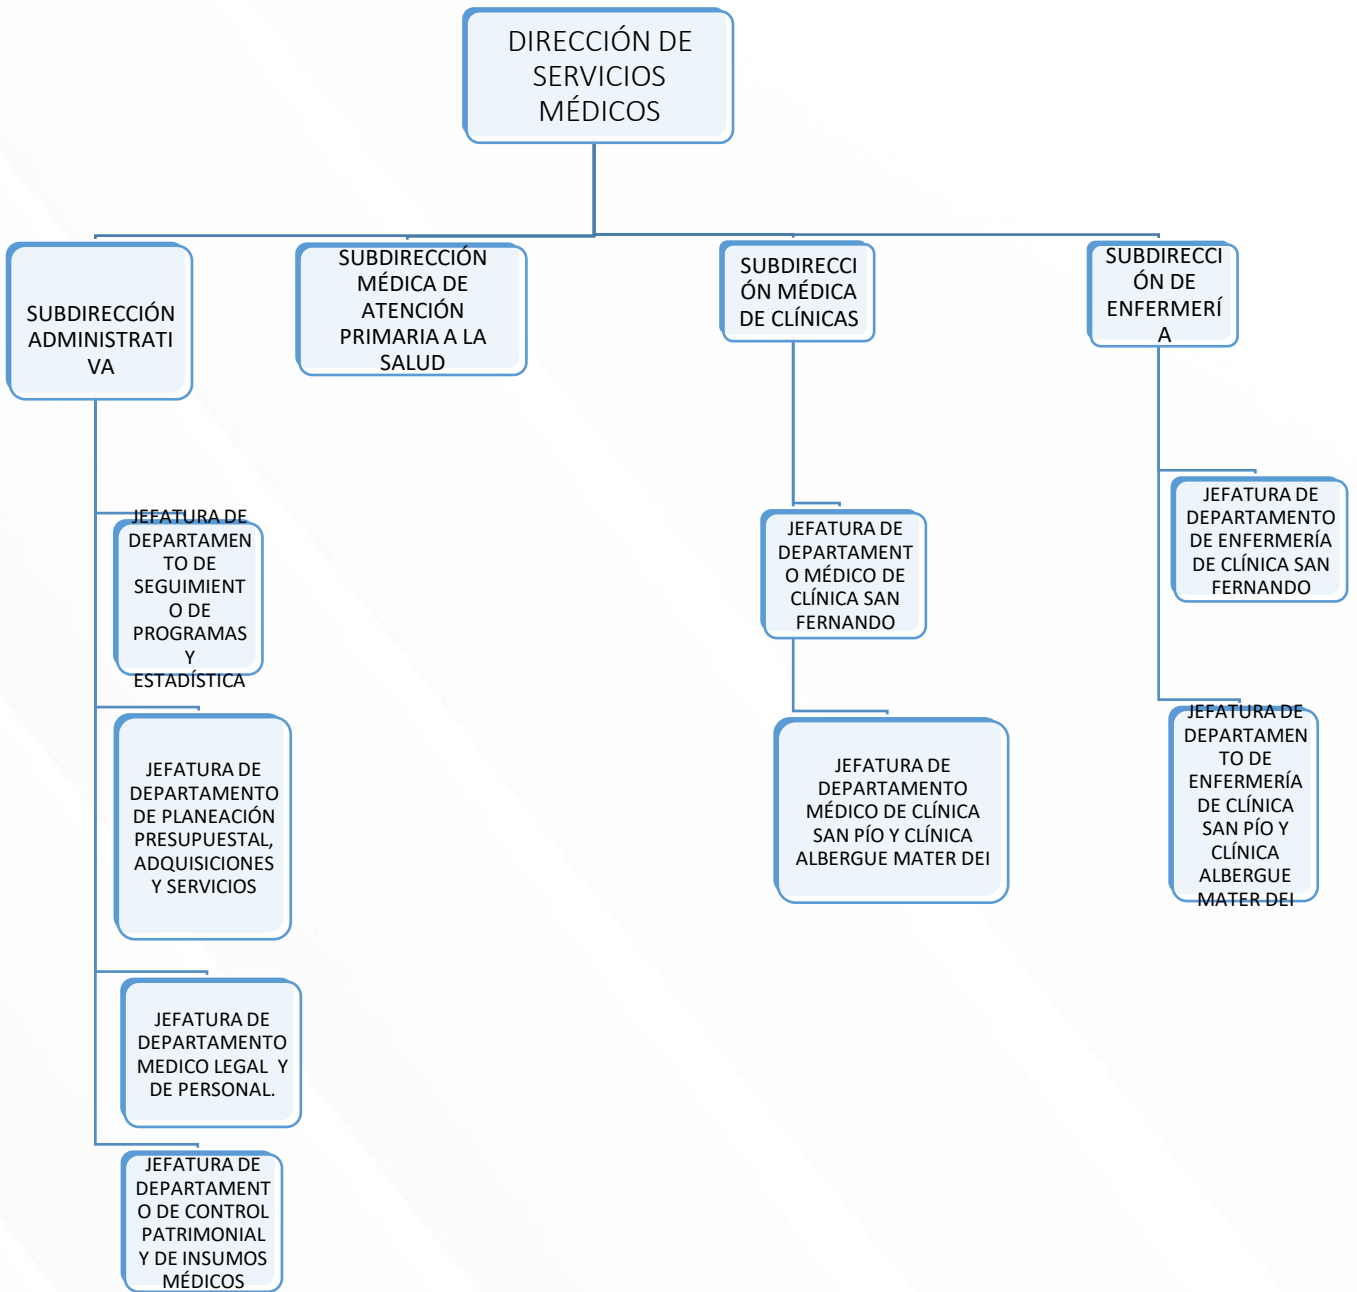 DIRECCIÓN DE
SERVICIOS
MÉDICOS
SUBDIRECCIÓN
ADMINISTRATI
VA
SUBDIRECCIÓN
MÉDICA DE
ATENCIÓN
PRIMARIA A LA
SALUD
SUBDIRECCI
ÓN MÉDICA
DE CLÍNICAS
SUBDIRECCI
ÓN DE
ENFERMERÍ
A
JEFATURA DE
DEPARTAMEN
TO DE
SEGUIMIENT
O DE
PROGRAMAS
Y
ESTADÍSTICA
JEFATURA DE
DEPARTAMENTO
DE PLANEACIÓN
PRESUPUESTAL,
ADQUISICIONES
Y SERVICIOS
JEFATURA DE
DEPARTAMENTO
MEDICO LEGAL  Y
DE PERSONAL.
JEFATURA DE
DEPARTAMENT
O DE CONTROL
PATRIMONIAL
Y DE INSUMOS
MÉDICOS
JEFATURA DE
DEPARTAMENT
O MÉDICO DE
CLÍNICA SAN
FERNANDO
JEFATURA DE
DEPARTAMENTO
MÉDICO DE CLÍNICA
SAN PÍO Y CLÍNICA
ALBERGUE MATER DEI
JEFATURA DE
DEPARTAMENTO
DE ENFERMERÍA
DE CLÍNICA SAN
FERNANDO
JEFATURA DE
DEPARTAMEN
TO DE
ENFERMERÍA
DE CLÍNICA
SAN PÍO Y
CLÍNICA
ALBERGUE
MATER DEI